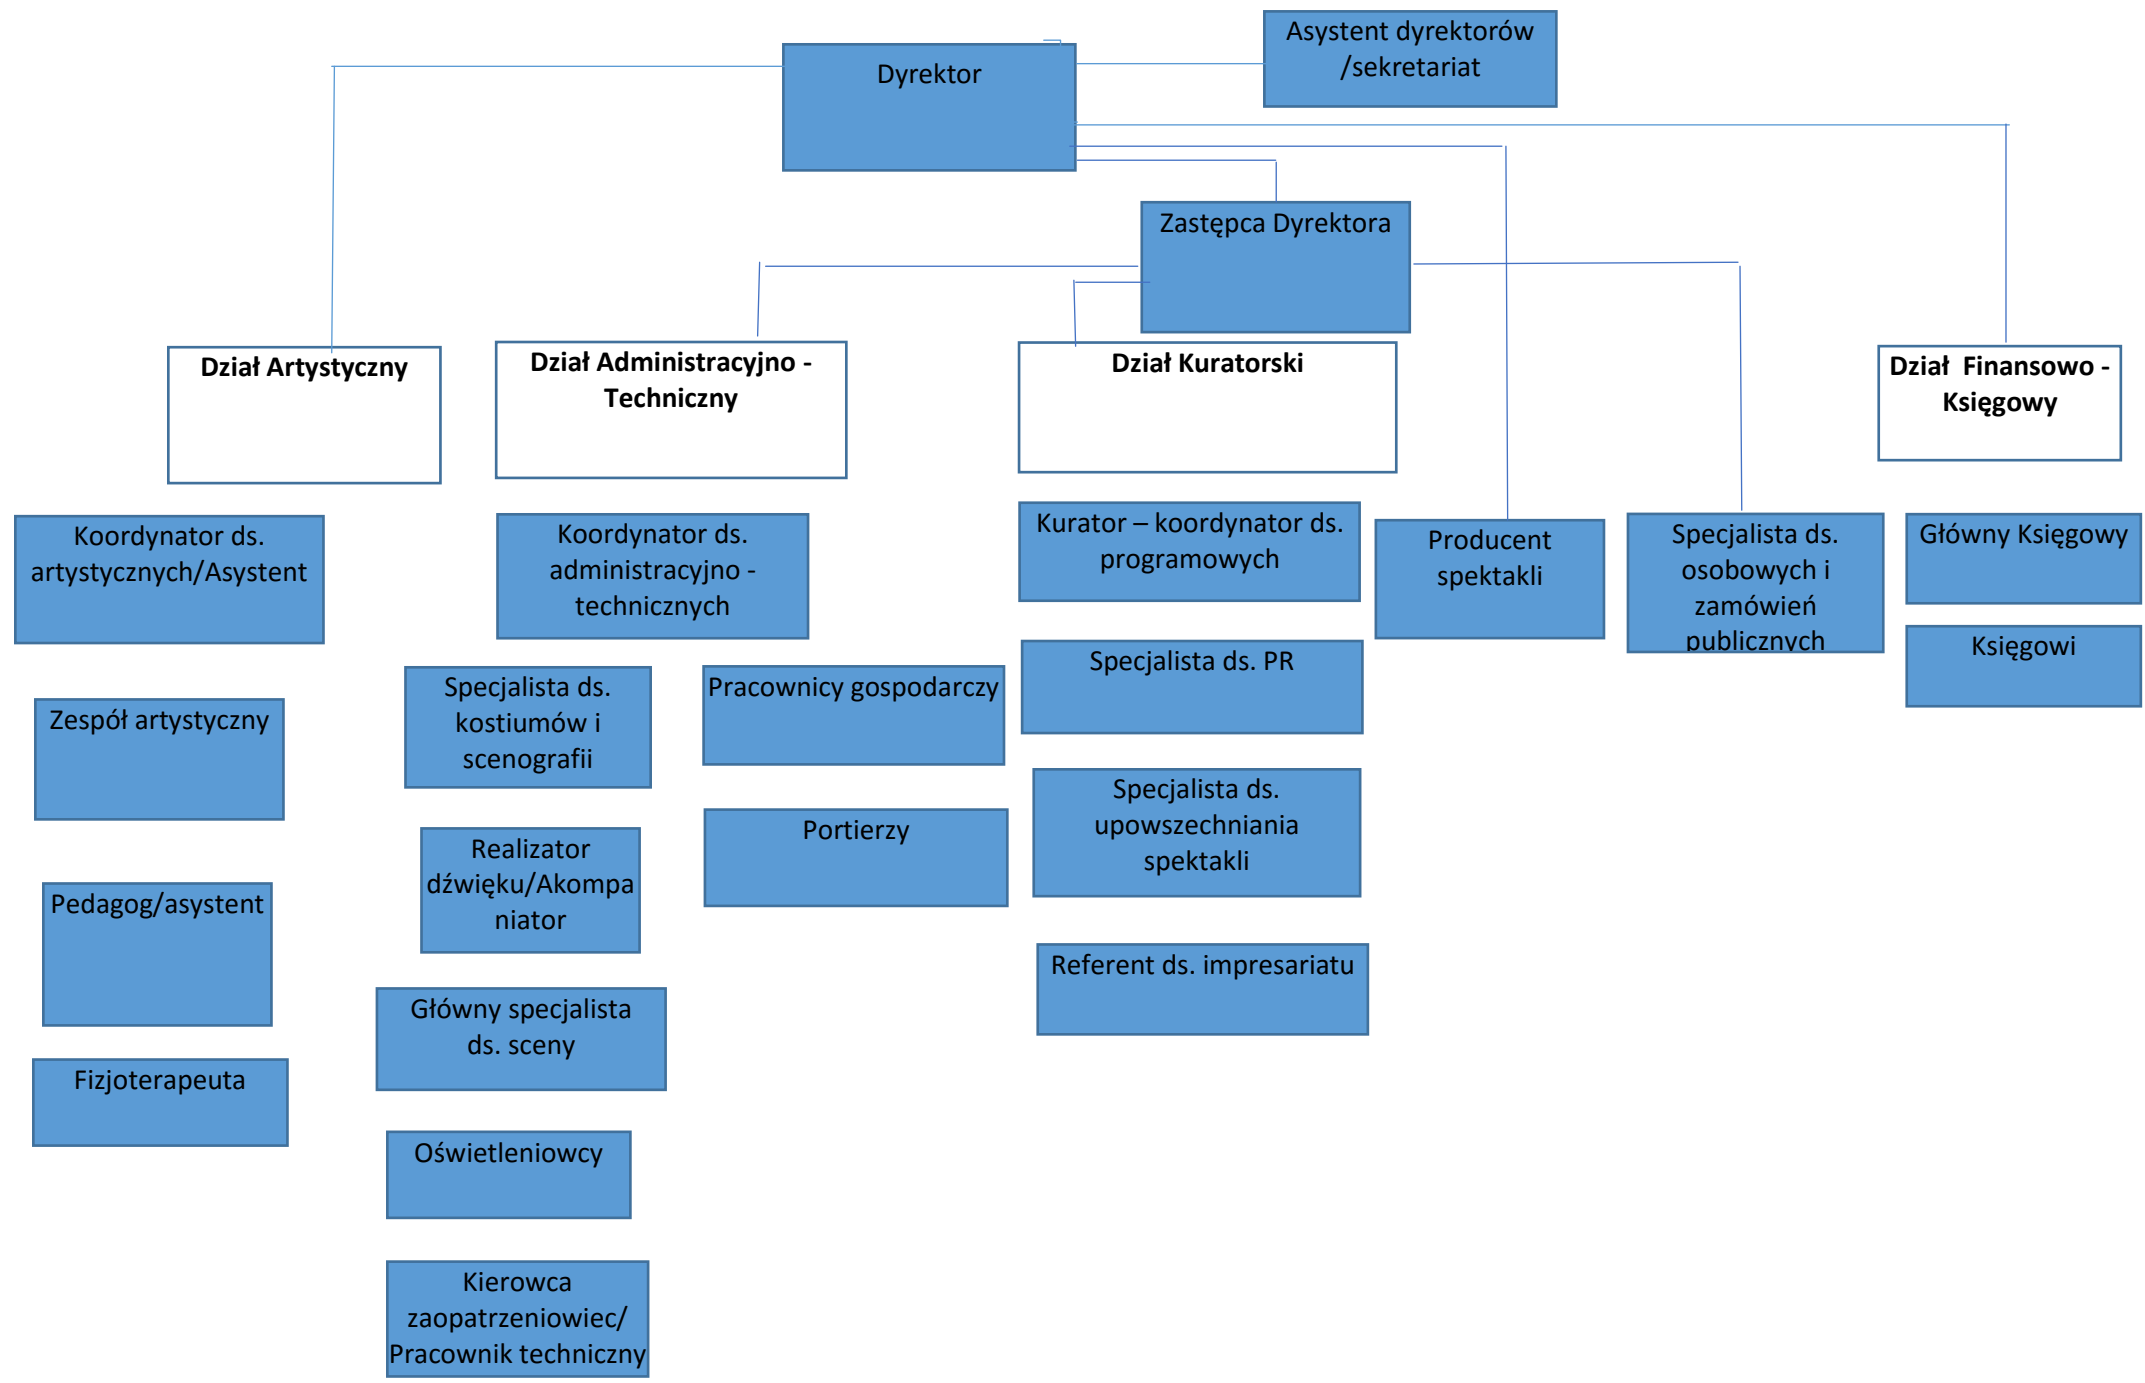 Asystent dyrektorów
/sekretariat
Dyrektor
Zastępca Dyrektora
Dział Artystyczny
Dział Administracyjno -
Techniczny
Dział Kuratorski
Dział  Finansowo -
Księgowy
Koordynator ds.
artystycznych/Asystent
Zespół artystyczny
Pedagog/asystent
Fizjoterapeuta
Koordynator ds.
administracyjno -
technicznych
Specjalista ds.
kostiumów i
scenografii
Realizator
dźwięku/Akompa
niator
Główny specjalista
ds. sceny
Oświetleniowcy
Kierowca
zaopatrzeniowiec/
Pracownik techniczny
Pracownicy gospodarczy
Portierzy
Kurator – koordynator ds.
programowych
Specjalista ds. PR
Specjalista ds.
upowszechniania
spektakli
Referent ds. impresariatu
Producent
spektakli
Specjalista ds.
osobowych i
zamówień
publicznych
Główny Księgowy
Księgowi